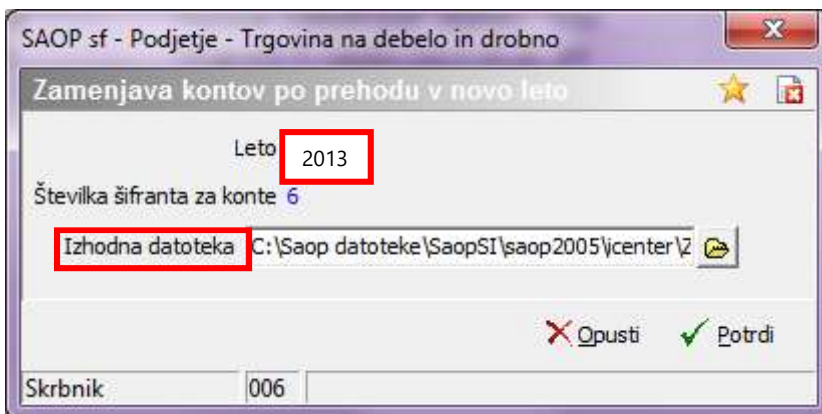 SAOP sf - Podjetje - Trgovina na debelo in drobno
Zamenjava kontov po prehodu v novo leto
Leto 2013
Številka šifranta za konte 6
Izhodna datoteka C:\Saop datoteke\SaopSI\saop2005\icenter\Z
Opusti Potrdi
Skrbnik 006